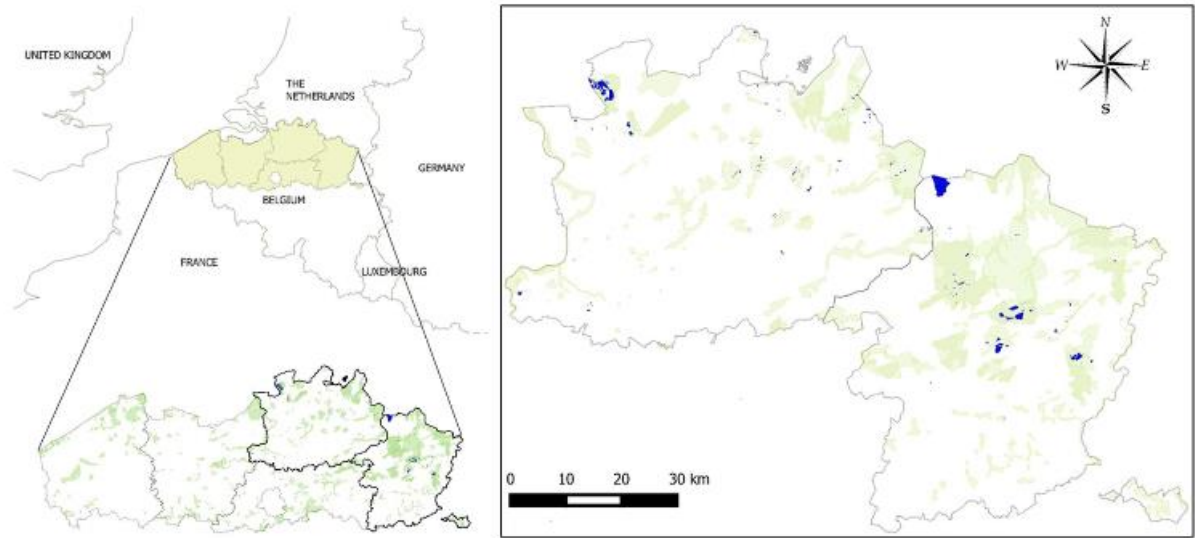 UNITED KINGDOM
THE
NETHERLANDS
GERMANY
BELGIUM
FRANCE
LUXEMBOURG
N
W
E
S
0 10 20 30 km